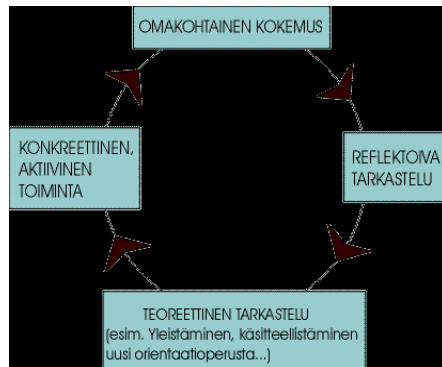 OMAKOHTAINEN KOKEMUS
REFLEKTOIVA
TARKASTELU
TEOREETTINEN TARKASTELU
(esim. Yleistäminen, käsitteellistäminen
uusi orientaatioperusta...)
KONKREETTINEN,
AKTIIVINEN
TOIMINTA